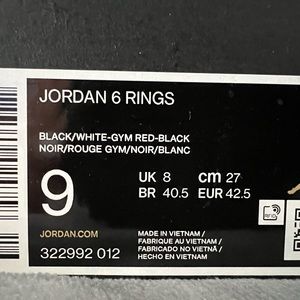 JORDAN 6 RINGS
BLACK/WHITE-GYM RED-BLACK
NOIR/ROUGE GYM/NOIR/BLANC
9
UK 8 cm 27
BR 40.5 EUR 42.5
JORDAN.COM
322992 012
MADE IN VIETNAM /
FABRIQUE AU VIETNAM /
FABRICADO NO VIETNÃ /
HECHO EN VIETNAM